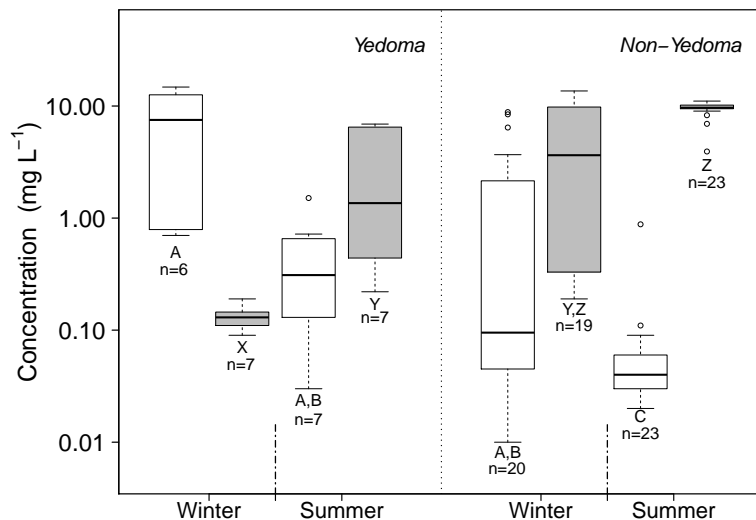 Yedoma
Non−Yedoma
Concentration (mg L−1)
10.00
1.00
0.10
0.01
A
n=6
X
n=7
A,B
n=7
Y
n=7
A,B
n=20
Y,Z
n=19
C
n=23
Z
n=23
Winter
Summer
Winter
Summer